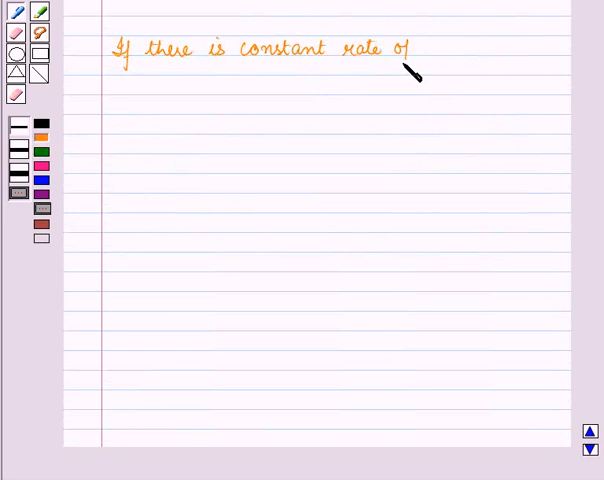 If there is constant rate of